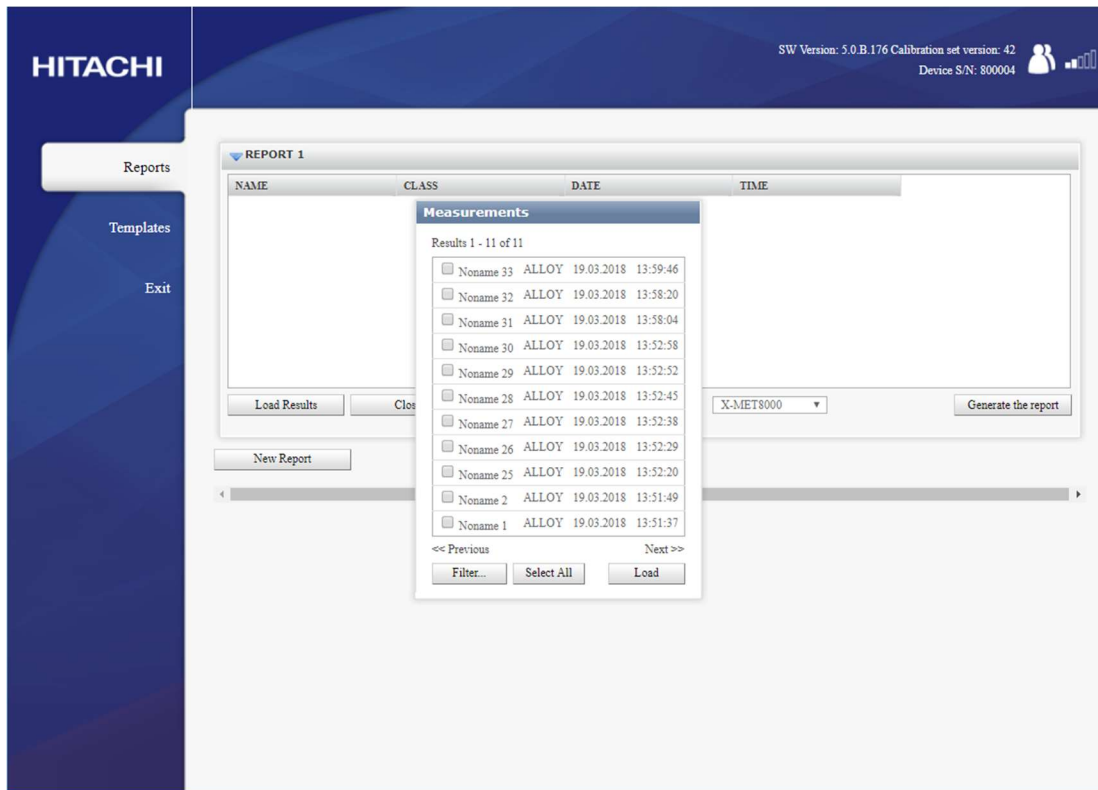 HITACHI
SW Version: 5.0.B.176 Calibration set version: 42
Device S/N: 800004
Reports
Templates
Exit
REPORT 1
NAME CLASS DATE TIME
Measurements
Results 1 - 11 of 11
Noname 33 ALLOY 19.03.2018 13:59:46
Noname 32 ALLOY 19.03.2018 13:58:20
Noname 31 ALLOY 19.03.2018 13:58:04
Noname 30 ALLOY 19.03.2018 13:52:58
Noname 29 ALLOY 19.03.2018 13:52:52
Noname 28 ALLOY 19.03.2018 13:52:45
Noname 27 ALLOY 19.03.2018 13:52:38
Noname 26 ALLOY 19.03.2018 13:52:29
Noname 25 ALLOY 19.03.2018 13:52:20
Noname 2 ALLOY 19.03.2018 13:51:49
Noname 1 ALLOY 19.03.2018 13:51:37
<< Previous Next >>
Filter... Select All Load
Load Results Clos X-MET8000 Generate the report
New Report